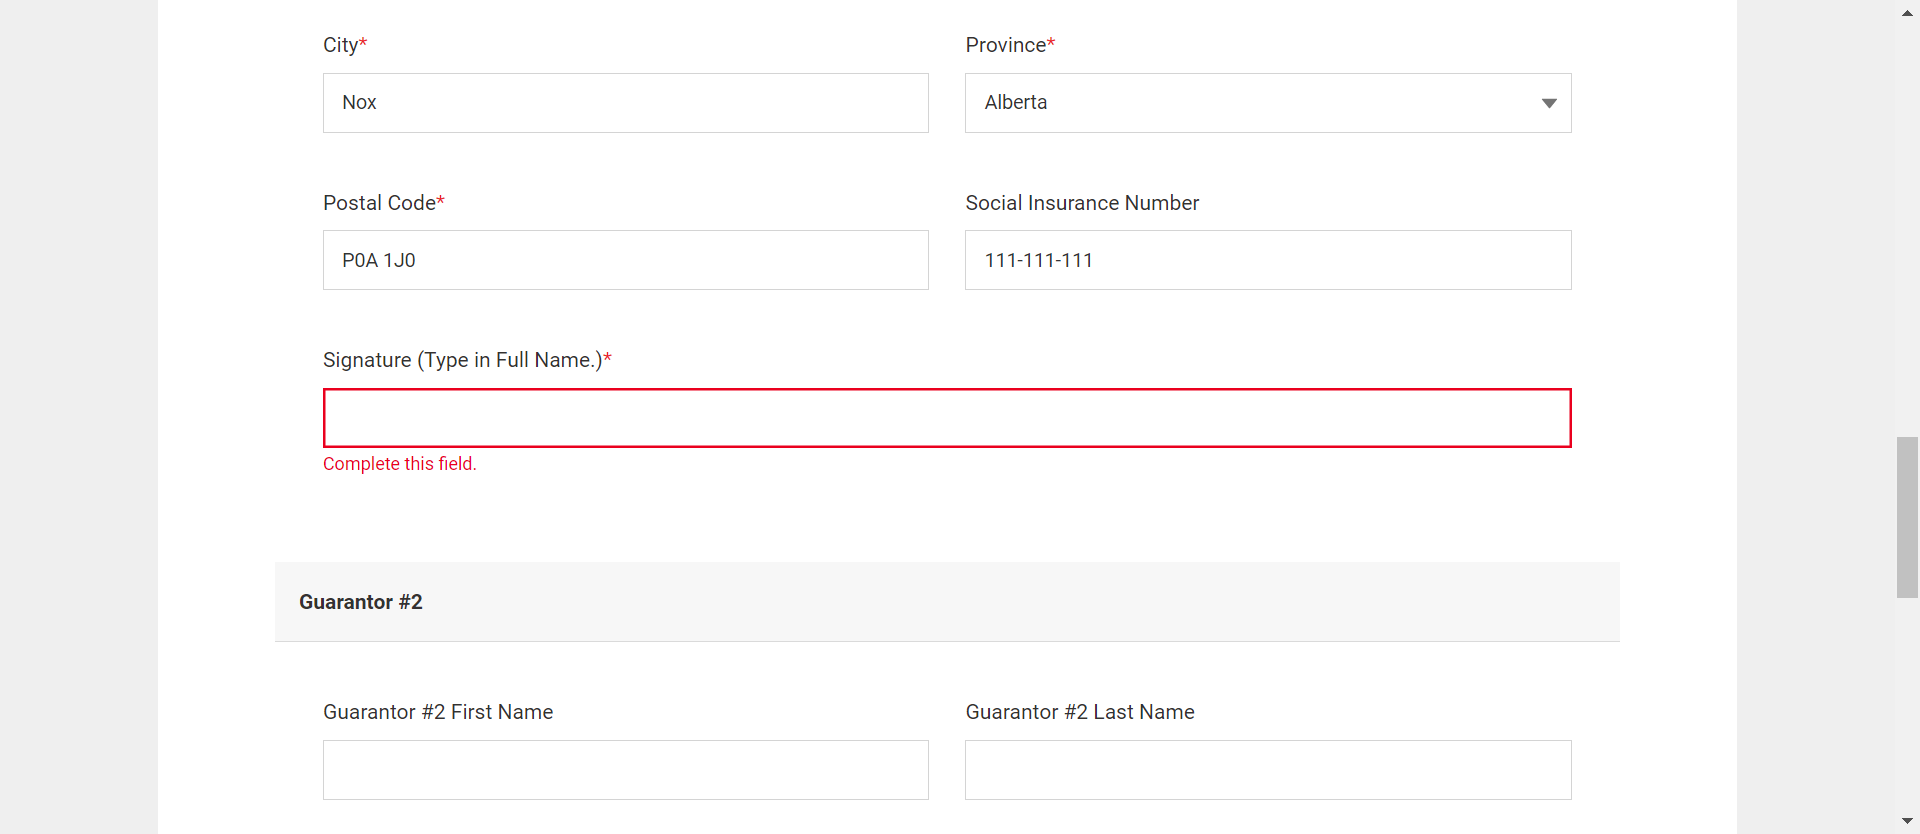 City*
Province*
Nox
Alberta
Postal Code*
Social Insurance Number
P0A 1J0
111-111-111
Signature (Type in Full Name.)*
Complete this field.
Guarantor #2
Guarantor #2 First Name
Guarantor #2 Last Name